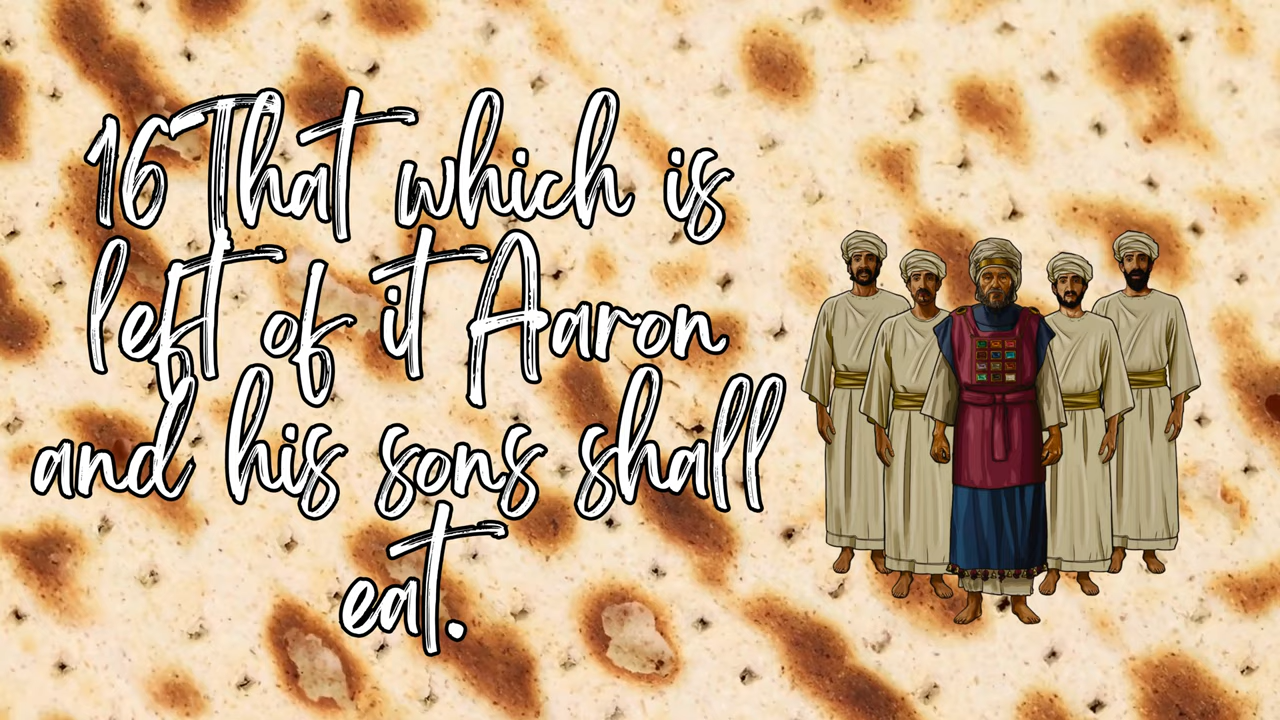 16 That which is
left of it Aaron
and his sons shall
eat.